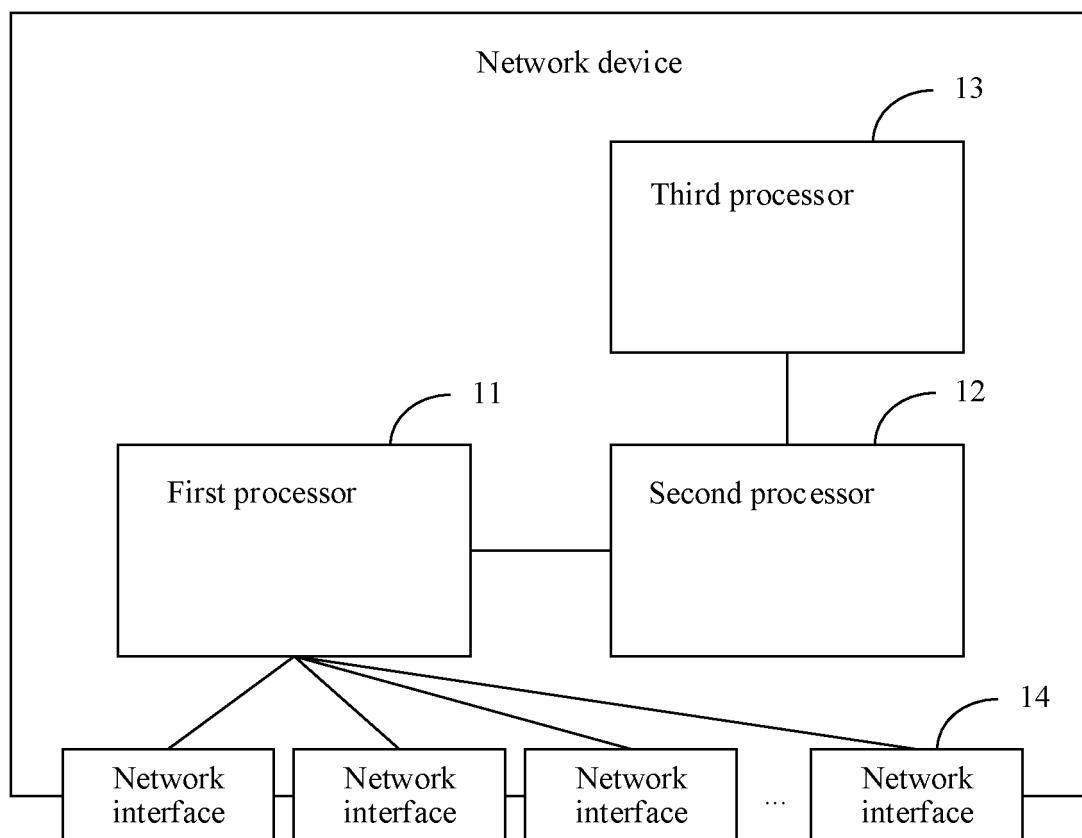 Network device
13
Third processor
11
12
First processor
Second processor
14
Network interface
Network interface
Network interface
...
Network interface